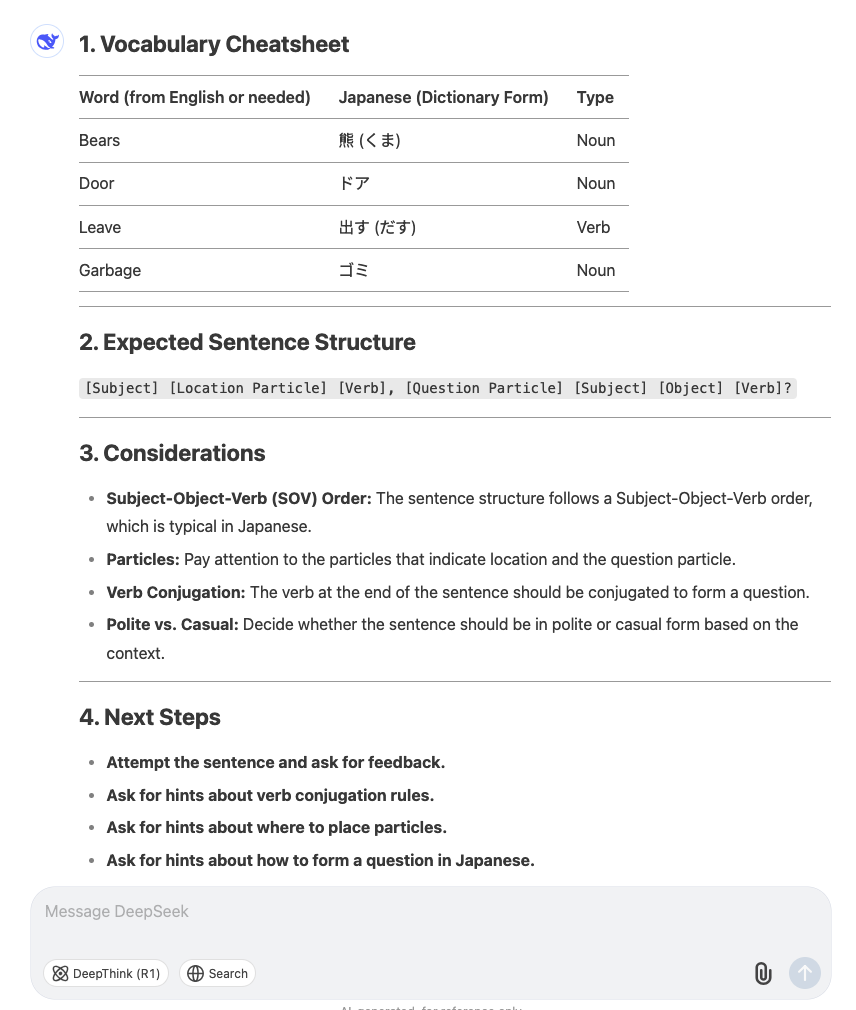 1. Vocabulary Cheatsheet
Word (from English or needed) Japanese (Dictionary Form) Type
Bears 熊 (くま) Noun
Door ドア Noun
Leave 出す (だす) Verb
Garbage ゴミ Noun
2. Expected Sentence Structure
[Subject] [Location Particle] [Verb], [Question Particle] [Subject] [Object] [Verb]?
3. Considerations
• Subject-Object-Verb (SOV) Order: The sentence structure follows a Subject-Object-Verb order,
which is typical in Japanese.
• Particles: Pay attention to the particles that indicate location and the question particle.
• Verb Conjugation: The verb at the end of the sentence should be conjugated to form a question.
• Polite vs. Casual: Decide whether the sentence should be in polite or casual form based on the
context.
4. Next Steps
• Attempt the sentence and ask for feedback.
• Ask for hints about verb conjugation rules.
• Ask for hints about where to place particles.
• Ask for hints about how to form a question in Japanese.
Message DeepSeek
DeepThink (R1) Search
AI-generated, for reference only